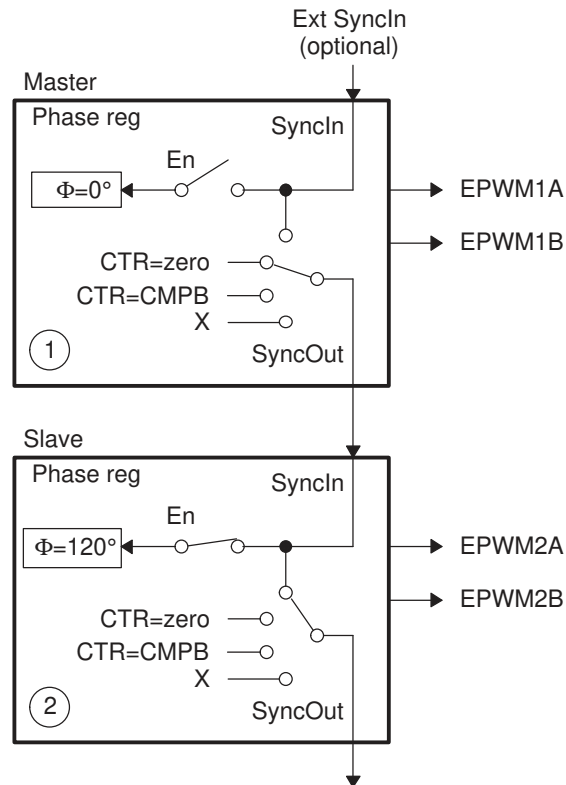 Ext SyncIn
(optional)
Master
Phase reg
SyncIn
En
Φ=0°
EPWM1A
EPWM1B
CTR=zero
CTR=CMPB
X
1
SyncOut
Slave
Phase reg
SyncIn
En
Φ=120°
EPWM2A
EPWM2B
CTR=zero
CTR=CMPB
X
2
SyncOut